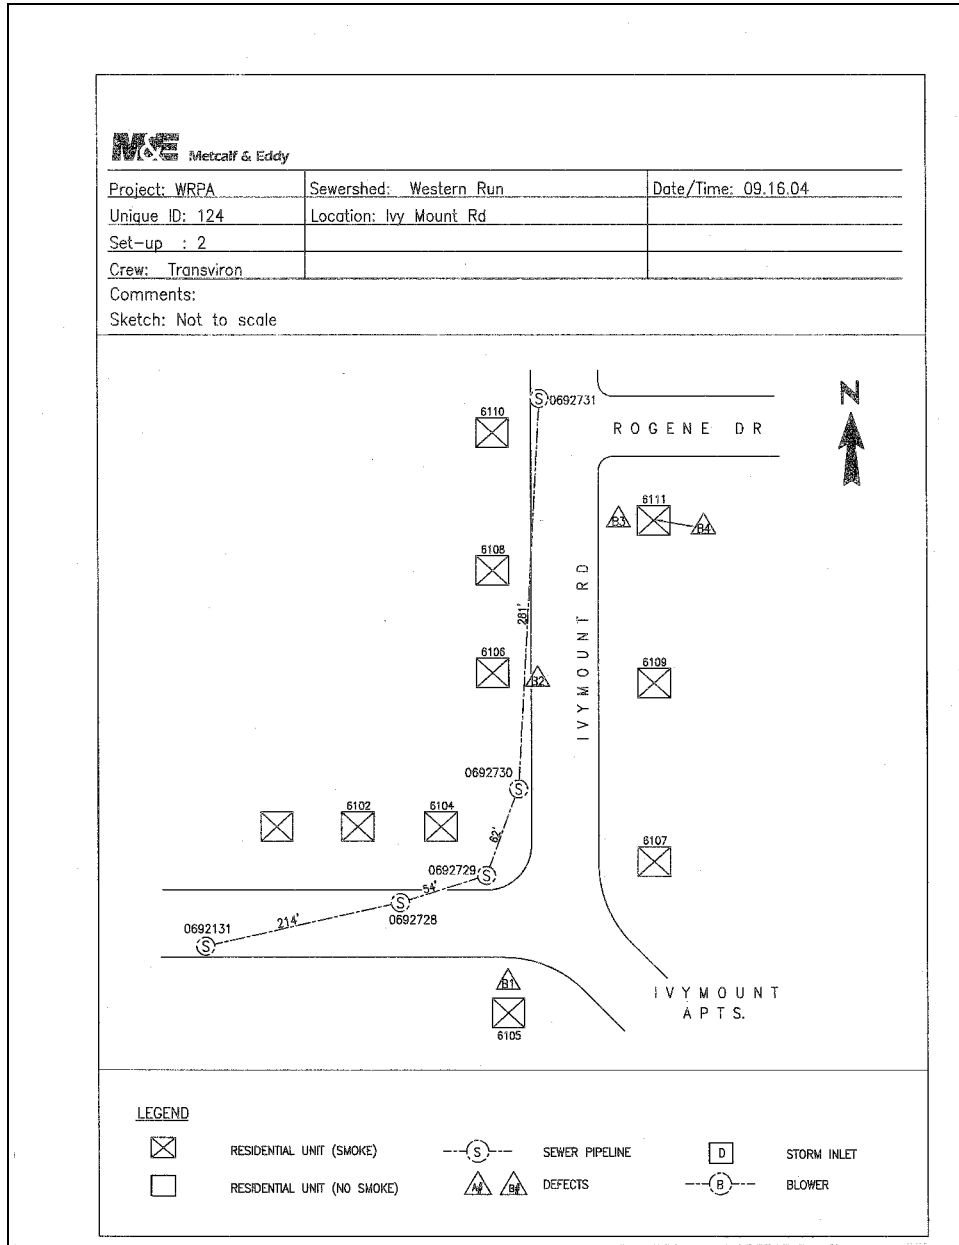 M&E Metcalf & Eddy
Project: WRPA Sewershed: Western Run Date/Time: 09.16.04
Unique ID: 124 Location: Ivy Mount Rd
Set-up : 2
Crew: Transviron
Comments:
Sketch: Not to scale
N
S 0692731
6110
ROGENE DR
6111
B3
B4
6108
281'
IVYMOUNT RD
6106
B2
6109
0692730
S
6102
6104
62'
6107
0692729
S
54'
S
0692728
214'
0692131
S
B1
6105
IVYMOUNT
APTS.
LEGEND
RESIDENTIAL UNIT (SMOKE) S SEWER PIPELINE D STORM INLET
RESIDENTIAL UNIT (NO SMOKE) A# B# DEFECTS B BLOWER